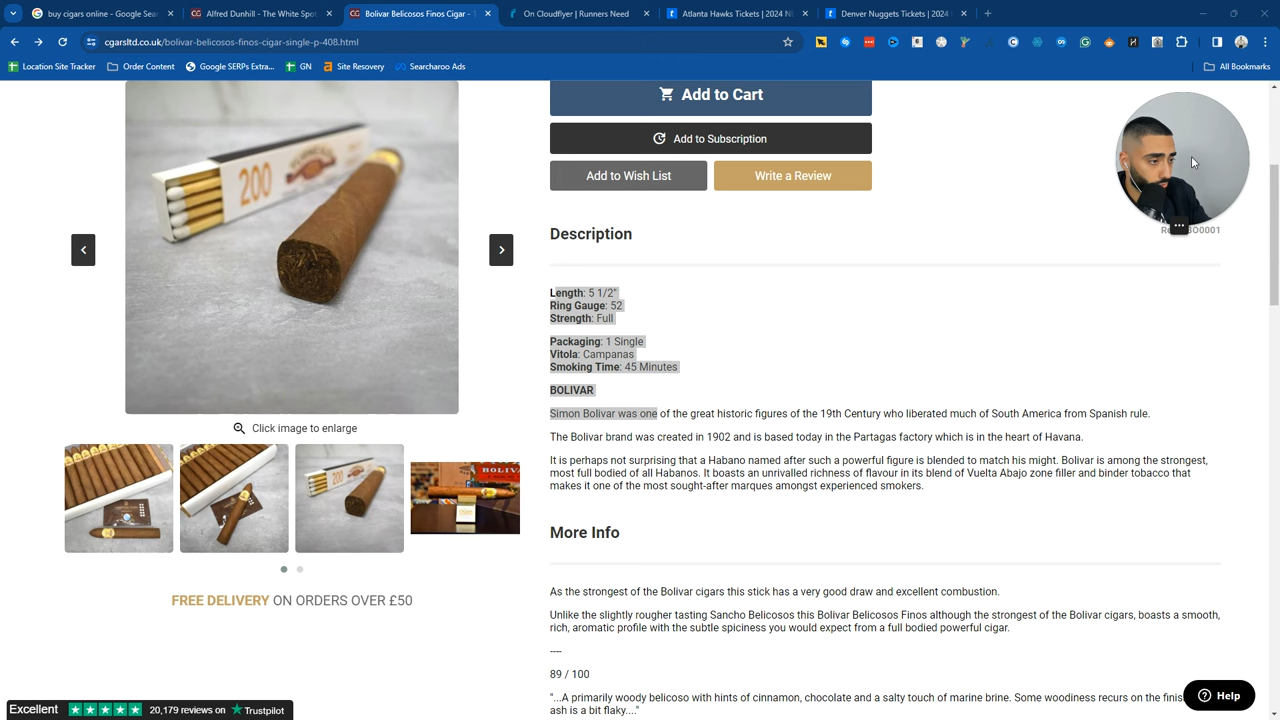 buy cigars online - Google Sear
Alfred Dunhill - The White Spot
Bolivar Belicosos Finos Cigar - 1
On Cloudflyer | Runners Need
Atlanta Hawks Tickets | 2024 N
Denver Nuggets Tickets | 2024
cgarsltd.co.uk/bolivar-belicosos-finos-cigar-single-p-408.html
Location Site Tracker
Order Content
Google SERPs Extra...
GN
Site Recovery
Searcharoo Ads
All Bookmarks
Add to Cart
Add to Subscription
Add to Wish List
Write a Review
200
Description
Length: 5 1/2"
Ring Gauge: 52
Strength: Full
Packaging: 1 Single
Vitola: Campanas
Smoking Time: 45 Minutes
BOLIVAR
Simon Bolivar was one of the great historic figures of the 19th Century who liberated much of South America from Spanish rule.
The Bolivar brand was created in 1902 and is based today in the Partagas factory which is in the heart of Havana.
It is perhaps not surprising that a Habano named after such a powerful figure is blended to match his might. Bolivar is among the strongest,
most full bodied of all Habanos. It boasts an unrivalled richness of flavour in its blend of Vuelta Abajo zone filler and binder tobacco that
makes it one of the most sought-after marques amongst experienced smokers.
Click image to enlarge
BOLIVA
FREE DELIVERY ON ORDERS OVER £50
More Info
As the strongest of the Bolivar cigars this stick has a very good draw and excellent combustion.
Unlike the slightly rougher tasting Sancho Belicosos this Bolivar Belicosos Finos although the strongest of the Bolivar cigars, boasts a smooth,
rich, aromatic profile with the subtle spiciness you would expect from a full bodied powerful cigar.
----
89 / 100
"...A primarily woody belicoso with hints of cinnamon, chocolate and a salty touch of marine brine. Some woodiness recurs on the finis
ash is a bit flaky...."
Excellent
20,179 reviews on
Trustpilot
Help